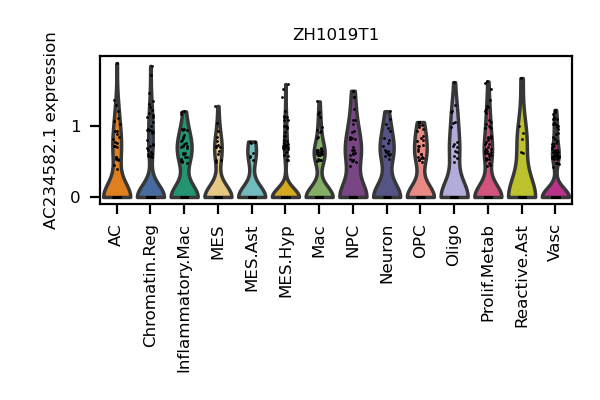 ZH1019T1
AC234582.1 expression
1
0
AC
Chromatin.Reg
Inflammatory.Mac
MES
MES.Ast
MES.Hyp
Mac
NPC
Neuron
OPC
Oligo
Prolif.Metab
Reactive.Ast
Vasc